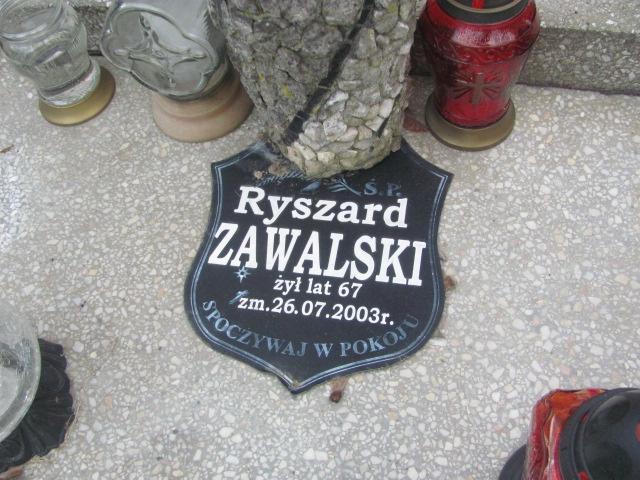 Ś.P.
Ryszard
ZAWALSKI
żył lat 67
zm.26.07.2003r.
SPOCZYWAJ W POKOJU